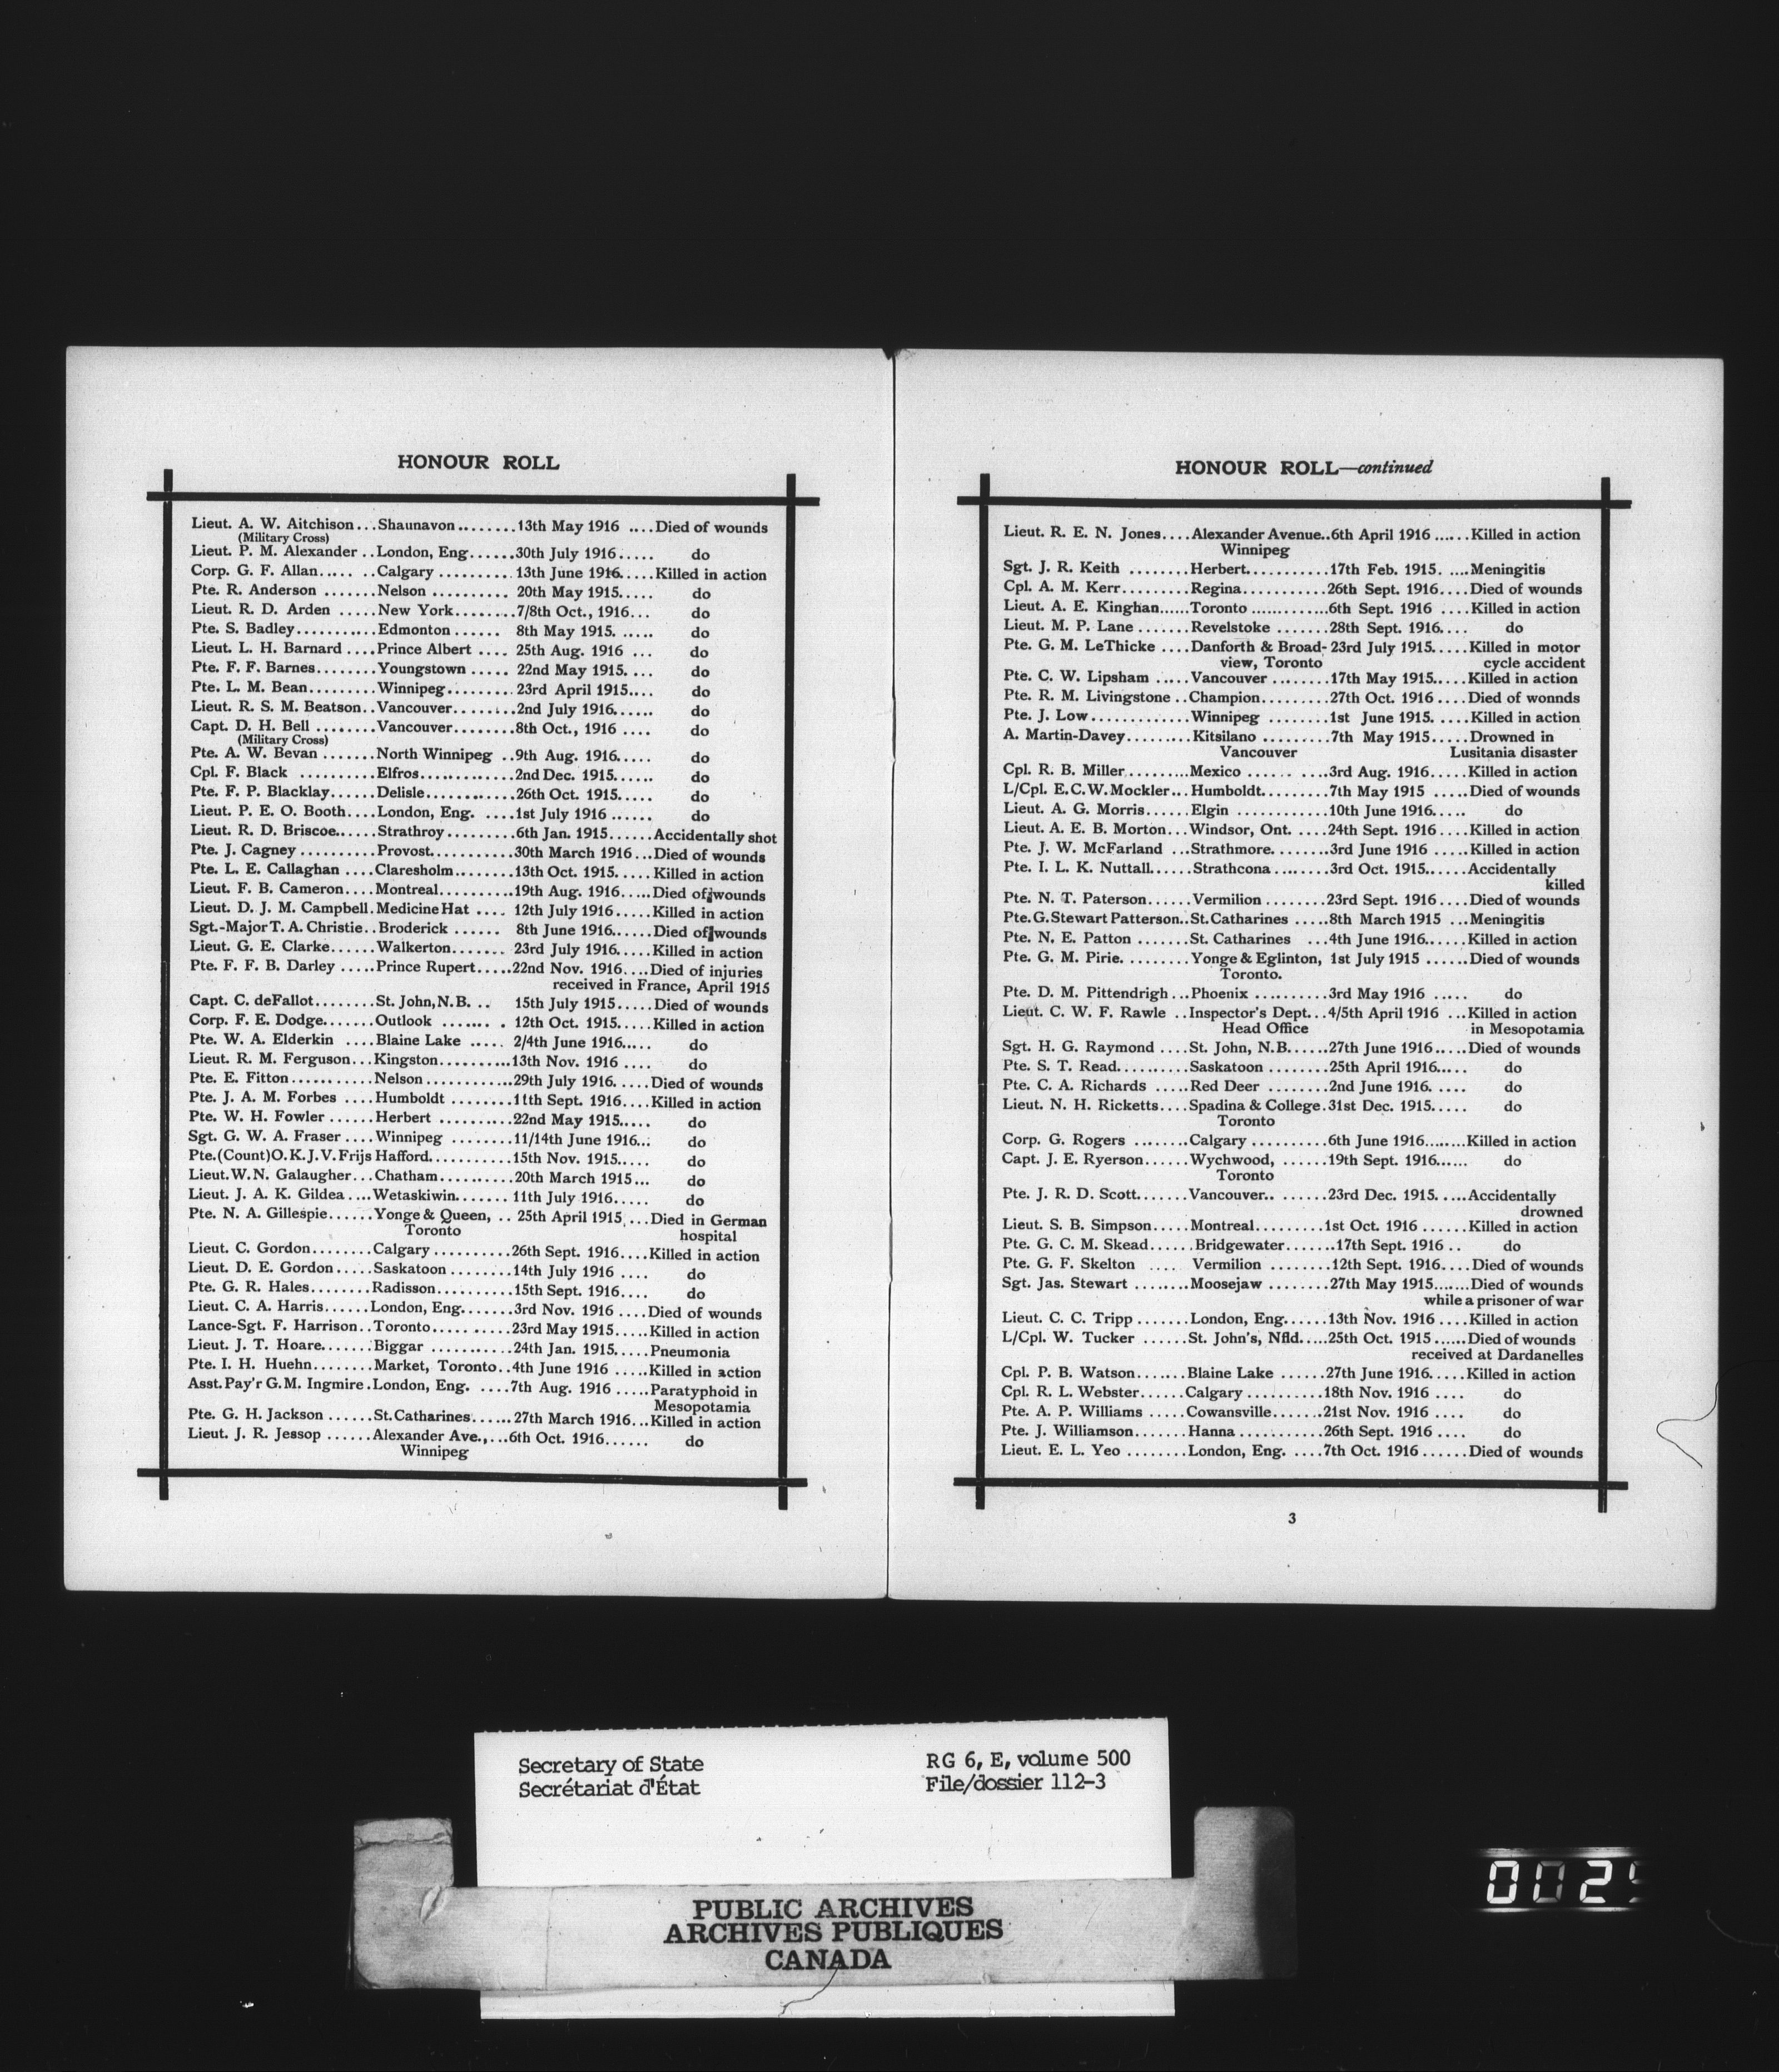 HONOUR ROLL
Lieut. A. W. Aitchison...Shaunavon........13th May 1916 ....Died of wounds
(Military Cross)
Lieut. P. M. Alexander ..London, Eng......30th July 1916..... do
Corp. G. F. Allan..... ..Calgary ..........13th June 1916.....Killed in action
Pte. R. Anderson .......Nelson .......... 20th May 1915..... do
Lieut. R. D. Arden .....New York........7/8th Oct., 1916... do
Pte. S. Badley...........Edmonton ...... 8th May 1915. ..... do
Lieut. L. H. Barnard ....Prince Albert .... 25th Aug. 1916 ... do
Pte. F. F. Barnes........Youngstown ..... 22nd May 1915. ... do
Pte. L. M. Bean.........Winnipeg.........23rd April 1915.... do
Lieut. R. S. M. Beatson..Vancouver........2nd July 1916...... do
Capt. D. H. Bell ........Vancouver........8th Oct., 1916 .... do
(Military Cross)
Pte. A. W. Bevan .......North Winnipeg ..9th Aug. 1916..... do
Cpl. F. Black ..........Elfros............2nd Dec. 1915...... do
Pte. F. P. Blacklay......Delisle...........26th Oct. 1915..... do
Lieut. P. E. O. Booth....London, Eng. ....1st July 1916 ...... do
Lieut. R. D. Briscoe......Strathroy.........6th Jan. 1915......Accidentally shot
Pte. J. Cagney ..........Provost...........30th March 1916...Died of wounds
Pte. L. E. Callaghan ....Claresholm........13th Oct. 1915.....Killed in action
Lieut. F. B. Cameron....Montreal..........19th Aug. 1916.....Died of wounds
Lieut. D. J. M. Campbell.Medicine Hat .... 12th July 1916.....Killed in action
Sgt.-Major T. A. Christie..Broderick ...... 8th June 1916......Died of wounds
Lieut. G. E. Clarke......Walkerton....... 23rd July 1916.....Killed in action
Pte. F. F. B. Darley .....Prince Rupert.....22nd Nov. 1916....Died of injuries
received in France, April 1915
Capt. C. deFallot........St. John, N.B. .. 15th July 1915.....Died of wounds
Corp. F. E. Dodge.......Outlook ....... . 12th Oct. 1915.....Killed in action
Pte. W. A. Elderkin ....Blaine Lake ..... 2/4th June 1916..... do
Lieut. R. M. Ferguson...Kingston..........13th Nov. 1916 .... do
Pte. E. Fitton...........Nelson ...........29th July 1916. ....Died of wounds
Pte. J. A. M. Forbes ....Humboldt ........11th Sept. 1916....Killed in action
Pte. W. H. Fowler ......Herbert ..........22nd May 1915..... do
Sgt. G. W. A. Fraser ....Winnipeg ........11/14th June 1916... do
Pte.(Count)O.K.J.V.Frijs Hafford...........15th Nov. 1915..... do
Lieut.W.N. Galaugher...Chatham..........20th March 1915... do
Lieut. J. A. K. Gildea ....Wetaskiwin....... 11th July 1916..... do
Pte. N. A. Gillespie......Yonge & Queen, .. 25th April 1915....Died in German
Toronto hospital
Lieut. C. Gordon........Calgary ..........26th Sept. 1916....Killed in action
Lieut. D. E. Gordon.....Saskatoon ........14th July 1916 .... do
Pte. G. R. Hales........Radisson..........15th Sept. 1916.... do
Lieut. C. A. Harris......London, Eng.......3rd Nov. 1916 ....Died of wounds
Lance-Sgt. F. Harrison..Toronto..........23rd May 1915.....Killed in action
Lieut. J. T. Hoare.......Biggar ..........24th Jan. 1915.....Pneumonia
Pte. I. H. Huehn........Market, Toronto..4th June 1916 .....Killed in action
Asst. Pay'r G.M. Ingmire.London, Eng. ....7th Aug. 1916 .....Paratyphoid in
Mesopotamia
Pte. G. H. Jackson ......St. Catharines......27th March 1916...Killed in action
Lieut. J. R. Jessop ......Alexander Ave.,...6th Oct. 1916...... do
Winnipeg
HONOUR ROLL—continued
Lieut. R. E. N. Jones....Alexander Avenue..6th April 1916 ......Killed in action
Winnipeg
Sgt. J. R. Keith ........Herbert..........17th Feb. 1915. ....Meningitis
Cpl. A. M. Kerr.........Regina...........26th Sept. 1916....Died of wounds
Lieut. A. E. Kinghan......Toronto ...........6th Sept. 1916 ....Killed in action
Lieut. M. P. Lane .......Revelstoke .......28th Sept. 1916.... do
Pte. G. M. LeThicke ....Danforth & Broad- 23rd July 1915.....Killed in motor
view, Toronto cycle accident
Pte. C. W. Lipsham .....Vancouver ........17th May 1915.....Killed in action
Pte. R. M. Livingstone ..Champion.........27th Oct. 1916 ....Died of wonnds
Pte. J. Low.............Winnipeg ........1st June 1915. ....Killed in action
A. Martin-Davey.........Kitsilano .........7th May 1915.....Drowned in
Vancouver Lusitania disaster
Cpl. R. B. Miller.........Mexico ...... ....3rd Aug. 1916.....Killed in action
L/Cpl. E.C.W.Mockler...Humboldt.........7th May 1915 .....Died of wounds
Lieut. A. G. Morris......Elgin ............10th June 1916..... do
Lieut. A. E. B. Morton...Windsor, Ont. ....24th Sept. 1916....Killed in action
Pte. J. W. McFarland ...Strathmore........3rd June 1916 .....Killed in action
Pte. I. L. K. Nuttall......Strathcona ........3rd Oct. 1915......Accidentally
killed
Pte. N. T. Paterson......Vermilion ........23rd Sept. 1916....Died of wounds
Pte.G.Stewart Patterson..St.Catharines .....8th March 1915 ...Meningitis
Pte. N. E. Patton .......St. Catharines ...4th June 1916......Killed in action
Pte. G. M. Pirie. ........Yonge & Eglinton, 1st July 1915 ......Died of wounds
Toronto.
Pte. D. M. Pittendrigh...Phoenix ..........3rd May 1916 ..... do
Lieut. C. W. F. Rawle ..Inspector's Dept...4/5th April 1916 ...Killed in action
Head Office in Mesopotamia
Sgt. H. G. Raymond ....St. John, N.B......27th June 1916.....Died of wounds
Pte. S. T. Read..........Saskatoon ........25th April 1916..... do
Pte. C. A. Richards .....Red Deer ........2nd June 1916. .... do
Lieut. N. H. Ricketts....Spadina & College.31st Dec. 1915..... do
Toronto
Corp. G. Rogers ........Calgary ..........6th June 1916........Killed in action
Capt. J. E. Ryerson......Wychwood, ......19th Sept. 1916...... do
Toronto
Pte. J. R. D. Scott.......Vancouver.. ......23rd Dec. 1915. ....Accidentally
drowned
Lieut. S. B. Simpson.....Montreal.........1st Oct. 1916 ......Killed in action
Pte. G. C. M. Skead......Bridgewater.......17th Sept. 1916 .. do
Pte. G. F. Skelton .... Vermilion ........12th Sept. 1916....Died of wounds
Sgt. Jas. Stewart ........Moosejaw ........27th May 1915......Died of wounds
while a prisoner of war
Lieut. C. C. Tripp .......London, Eng......13th Nov. 1916 ....Killed in action
L/Cpl. W. Tucker ......St. John's, Nfld.....25th Oct. 1915 ......Died of wounds
received at Dardanelles
Cpl. P. B. Watson.......Blaine Lake ......27th June 1916.....Killed in action
Cpl. R. L. Webster......Calgary ..........18th Nov. 1916 .... do
Pte. A. P. Williams .....Cowansville.......21st Nov. 1916 .... do
Pte. J. Williamson.......Hanna ...........26th Sept. 1916 .... do
Lieut. E. L. Yeo ........London, Eng. ....7th Oct. 1916 ......Died of wounds
3
Secretary of State RG 6, E, volume 500
Secrétariat d'État File/dossier 112-3
PUBLIC ARCHIVES
ARCHIVES PUBLIQUES
CANADA